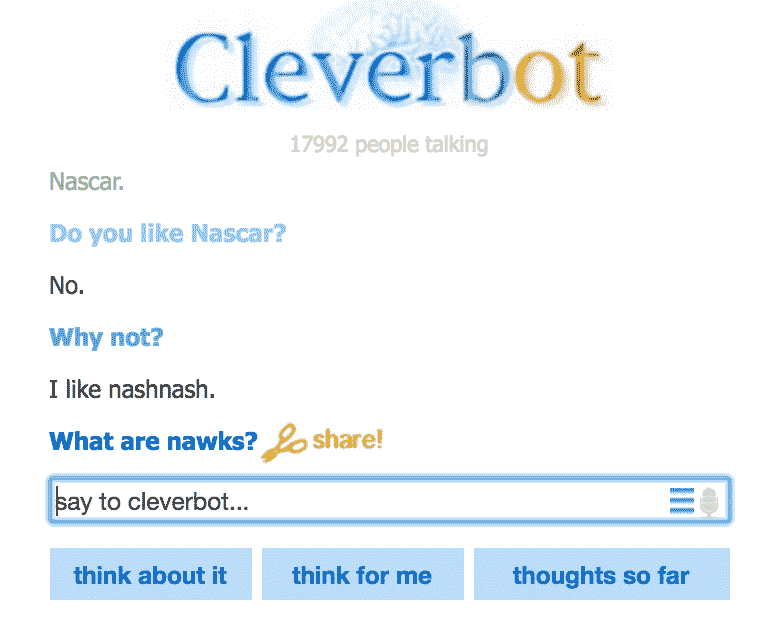 Cleverbot
17992 people talking
Nascar.
Do you like Nascar?
No.
Why not?
I like nashnash.
What are nawks? share!
say to cleverbot...
think about it think for me thoughts so far